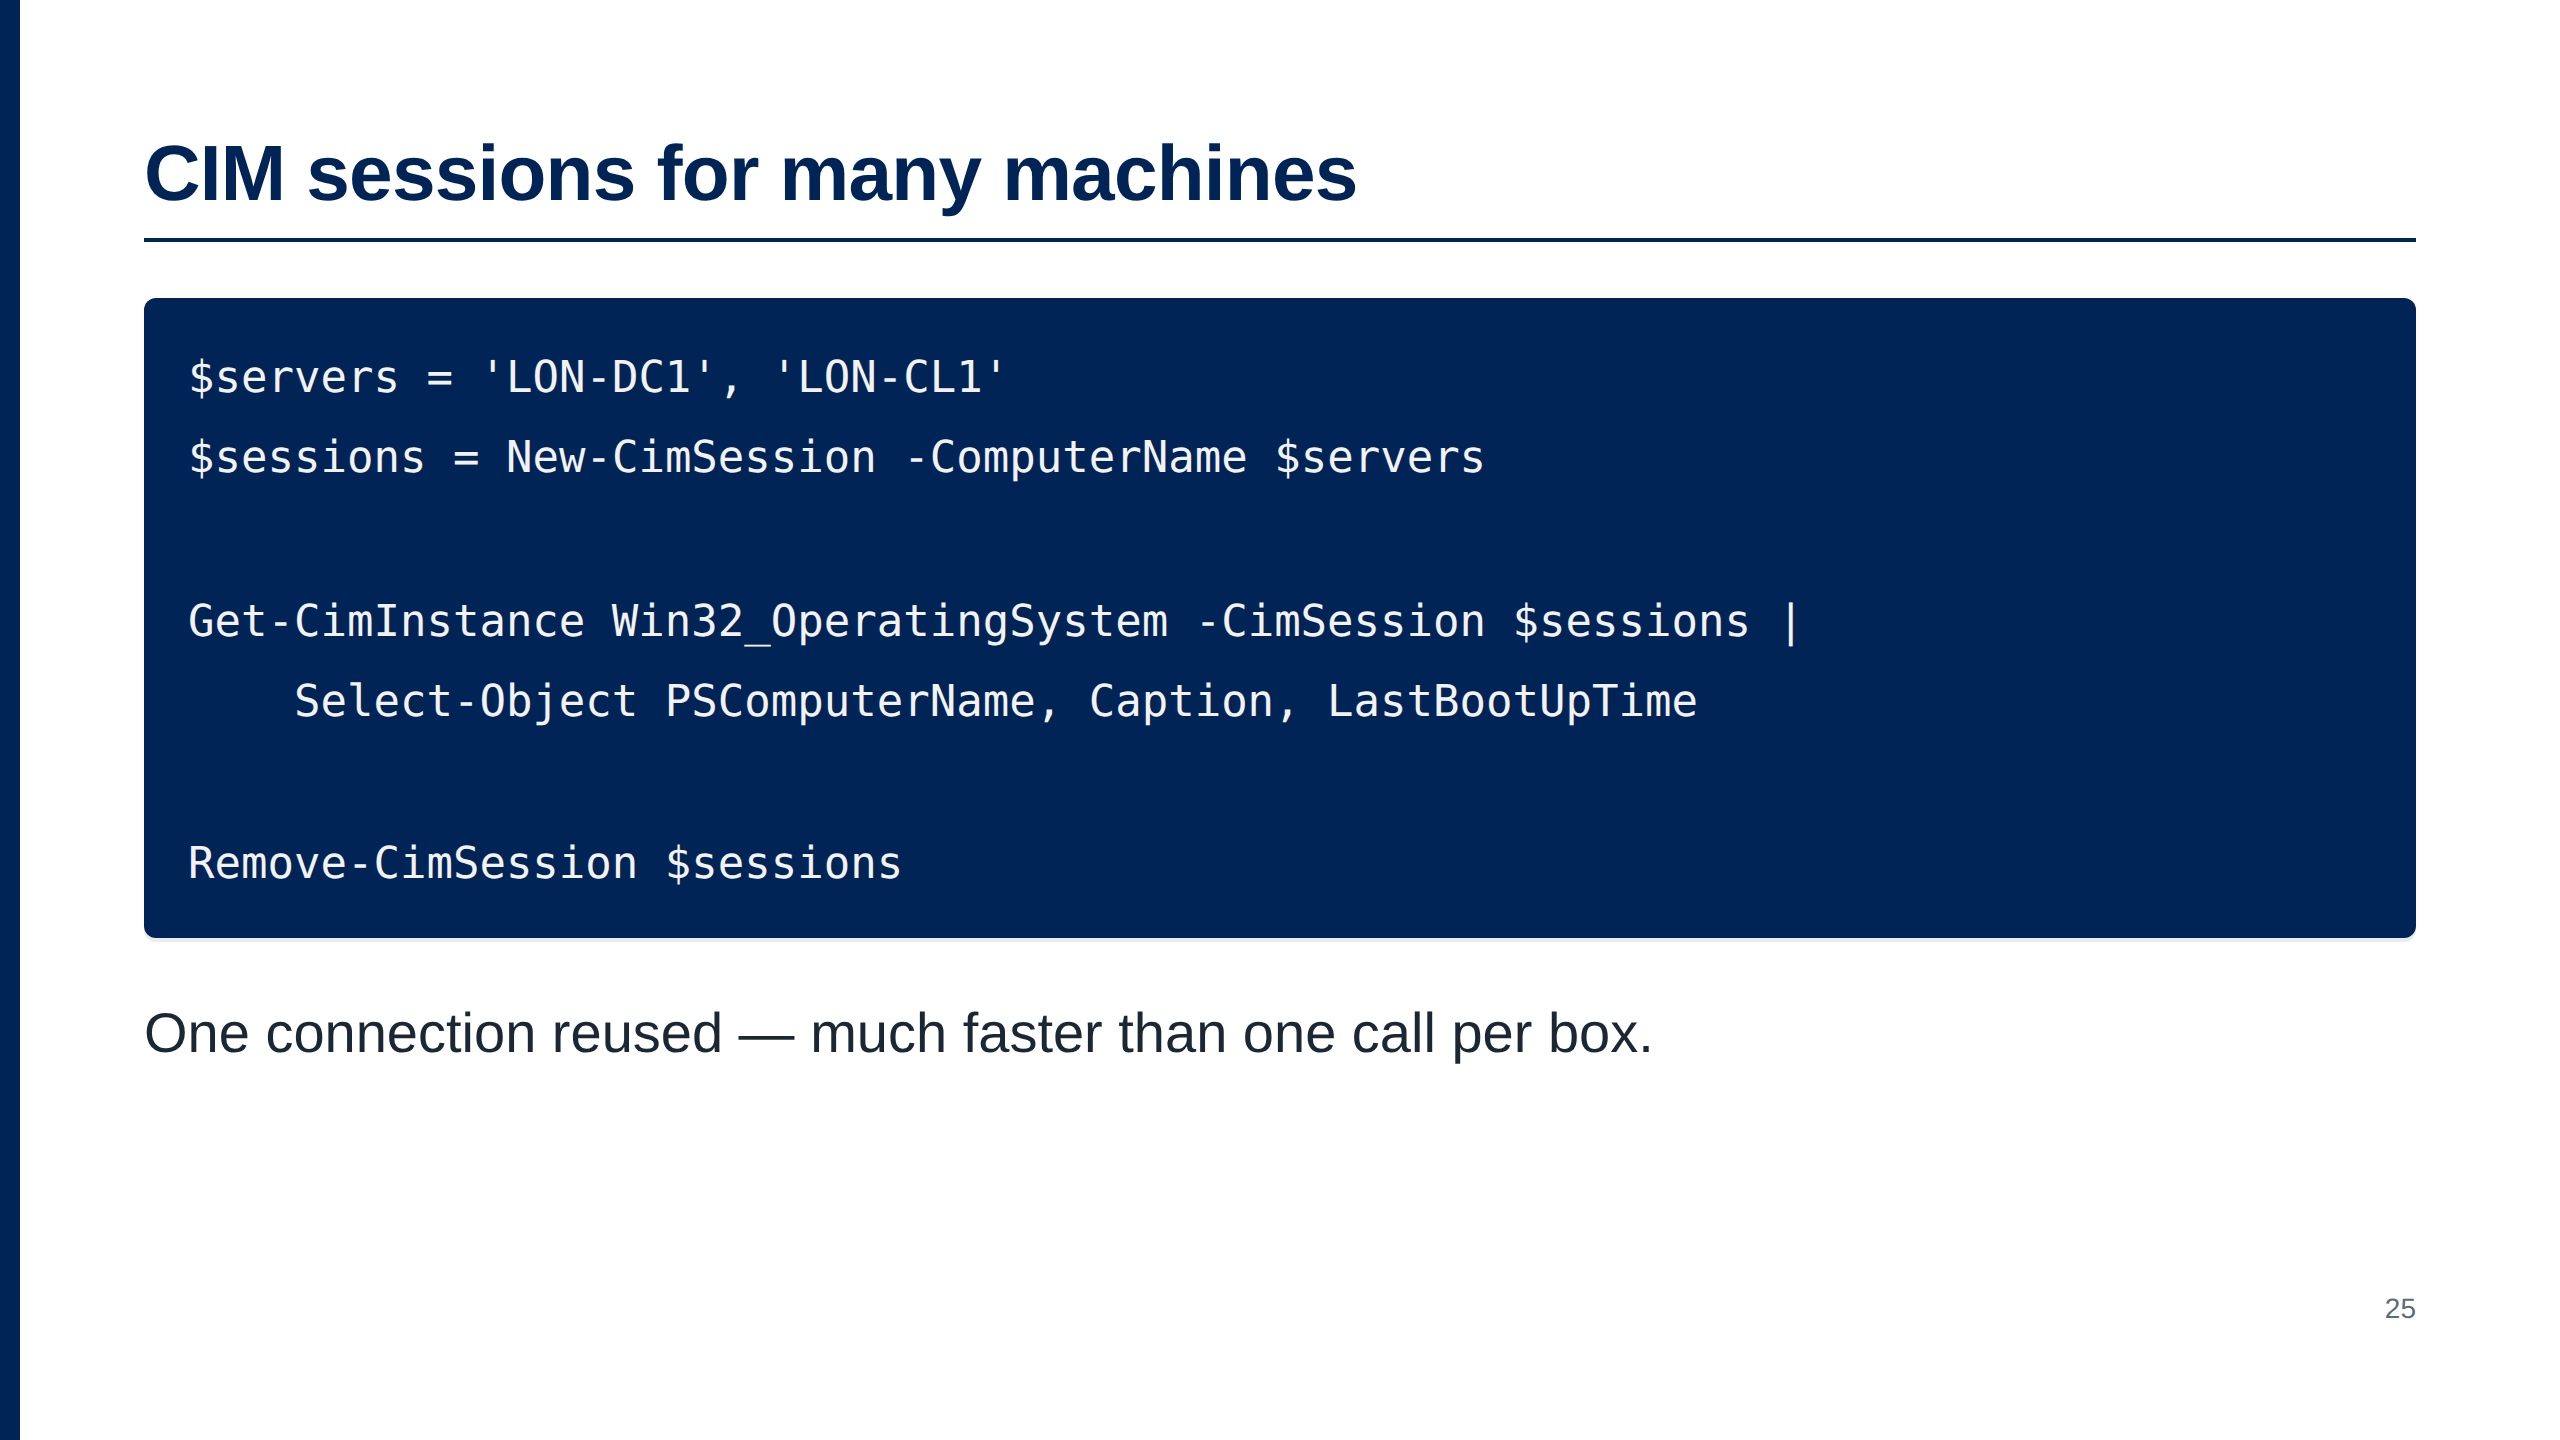 CIM sessions for many machines
$servers = 'LON-DC1', 'LON-CL1'
$sessions = New-CimSession -ComputerName $servers
Get-CimInstance Win32_OperatingSystem -CimSession $sessions |
    Select-Object PSComputerName, Caption, LastBootUpTime
Remove-CimSession $sessions
One connection reused — much faster than one call per box.
25